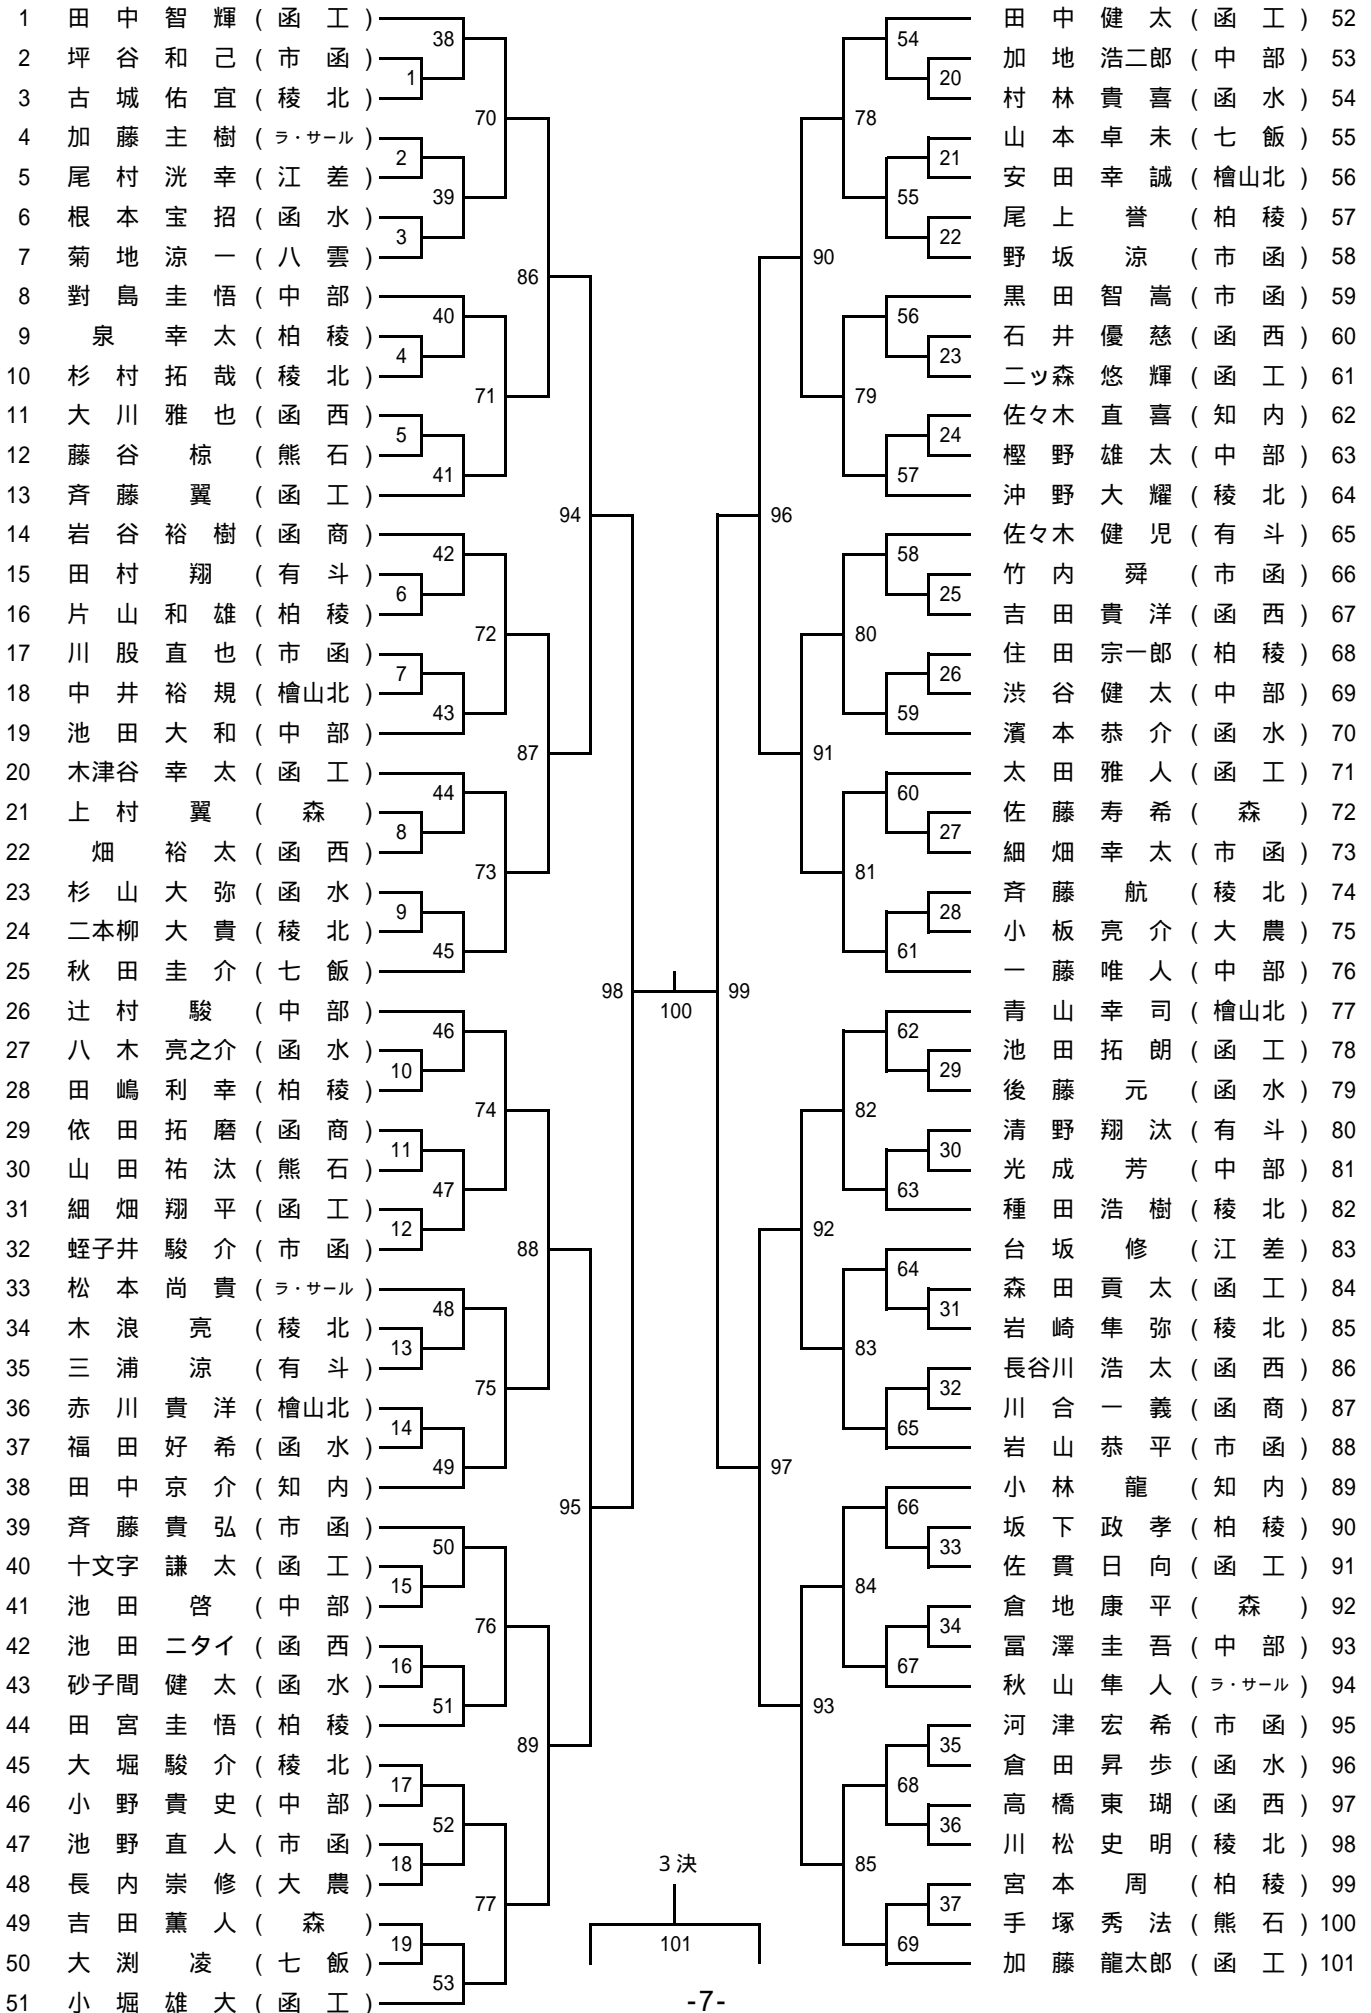 1 田中智輝(函工) 田中健太(函工) 52
38 54
2 坪谷和己(市函) 加地浩二郎(中部) 53
1 20
3 古城佑宜(稜北) 村林貴喜(函水) 54
70 78
4 加藤主樹(ラ・サール) 山本卓未(七飯) 55
2 21
5 尾村洸幸(江差) 安田幸誠(檜山北) 56
39 55
6 根本宝招(函水) 尾上誉(柏稜) 57
3 22
7 菊地涼一(八雲) 野坂涼(市函) 58
86 90
8 對島圭悟(中部) 黒田智嵩(市函) 59
40 56
9 泉幸太(柏稜) 石井優慈(函西) 60
4 23
10 杉村拓哉(稜北) 二ッ森悠輝(函工) 61
71 79
11 大川雅也(函西) 佐々木直喜(知内) 62
5 24
12 藤谷椋(熊石) 樫野雄太(中部) 63
41 57
13 斉藤翼(函工) 沖野大耀(稜北) 64
94 96
14 岩谷裕樹(函商) 佐々木健児(有斗) 65
42 58
15 田村翔(有斗) 竹内舜(市函) 66
6 25
16 片山和雄(柏稜) 吉田貴洋(函西) 67
72 80
17 川股直也(市函) 住田宗一郎(柏稜) 68
7 26
18 中井裕規(檜山北) 渋谷健太(中部) 69
43 59
19 池田大和(中部) 濱本恭介(函水) 70
87 91
20 木津谷幸太(函工) 太田雅人(函工) 71
44 60
21 上村翼(森) 佐藤寿希(森) 72
8 27
22 畑裕太(函西) 細畑幸太(市函) 73
73 81
23 杉山大弥(函水) 斉藤航(稜北) 74
9 28
24 二本柳大貴(稜北) 小板亮介(大農) 75
45 61
25 秋田圭介(七飯) 一藤唯人(中部) 76
98 100 99
26 辻村駿(中部) 青山幸司(檜山北) 77
46 62
27 八木亮之介(函水) 池田拓朗(函工) 78
10 29
28 田嶋利幸(柏稜) 後藤元(函水) 79
74 82
29 依田拓磨(函商) 清野翔汰(有斗) 80
11 30
30 山田祐汰(熊石) 光成芳(中部) 81
47 63
31 細畑翔平(函工) 種田浩樹(稜北) 82
12 92
32 蛭子井駿介(市函) 台坂修(江差) 83
88 64
33 松本尚貴(ラ・サール) 森田貢太(函工) 84
48 31
34 木浪亮(稜北) 岩崎隼弥(稜北) 85
13 83
35 三浦涼(有斗) 長谷川浩太(函西) 86
75 32
36 赤川貴洋(檜山北) 川合一義(函商) 87
14 65
37 福田好希(函水) 岩山恭平(市函) 88
49 97
38 田中京介(知内) 小林龍(知内) 89
95 66
39 斉藤貴弘(市函) 坂下政孝(柏稜) 90
50 33
40 十文字謙太(函工) 佐貫日向(函工) 91
15 84
41 池田啓(中部) 倉地康平(森) 92
76 34
42 池田ニタイ(函西) 冨澤圭吾(中部) 93
16 67
43 砂子間健太(函水) 秋山隼人(ラ・サール) 94
51 93
44 田宮圭悟(柏稜) 河津宏希(市函) 95
89 35
45 大堀駿介(稜北) 倉田昇歩(函水) 96
17 68
46 小野貴史(中部) 高橋東瑚(函西) 97
52 36
47 池野直人(市函) 川松史明(稜北) 98
18 3決 85
48 長内崇修(大農) 宮本周(柏稜) 99
77 37
49 吉田薫人(森) 手塚秀法(熊石) 100
19 101 69
50 大渕凌(七飯) 加藤龍太郎(函工) 101
53
51 小堀雄大(函工)
-7-